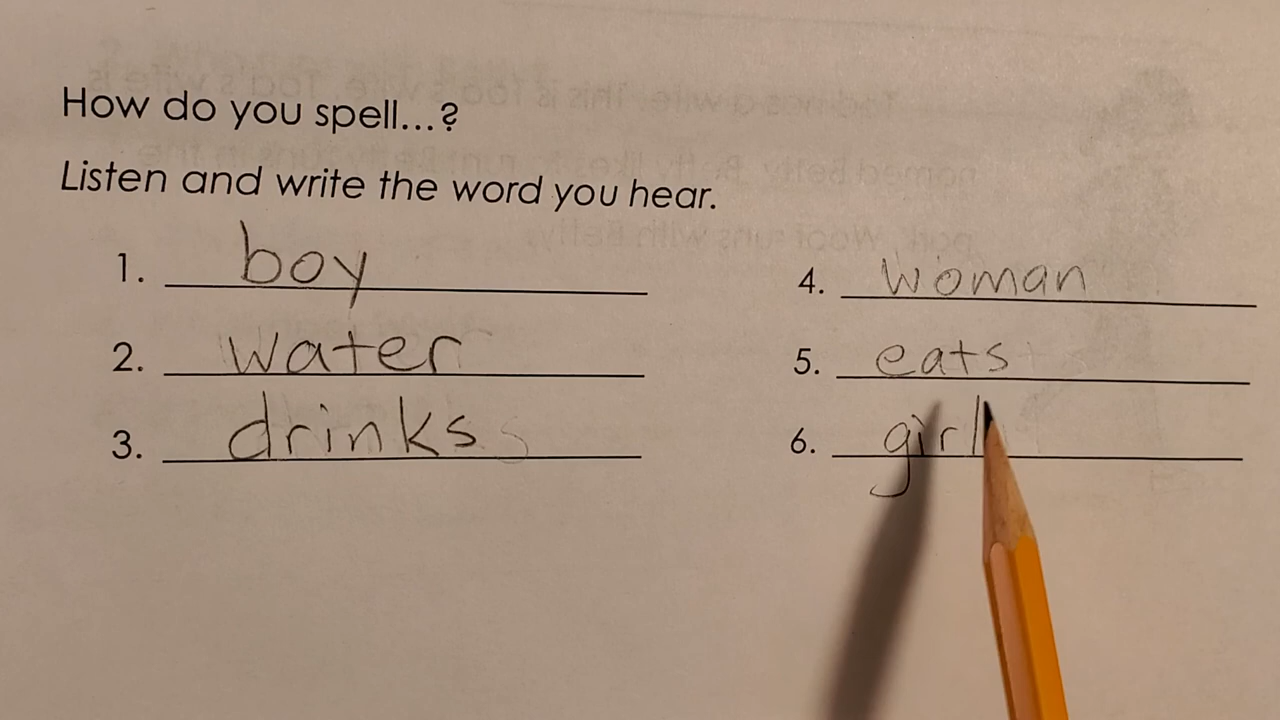 How do you spell...?
Listen and write the word you hear.
1. boy
2. water
3. drinks
4. woman
5. eats
6. girl